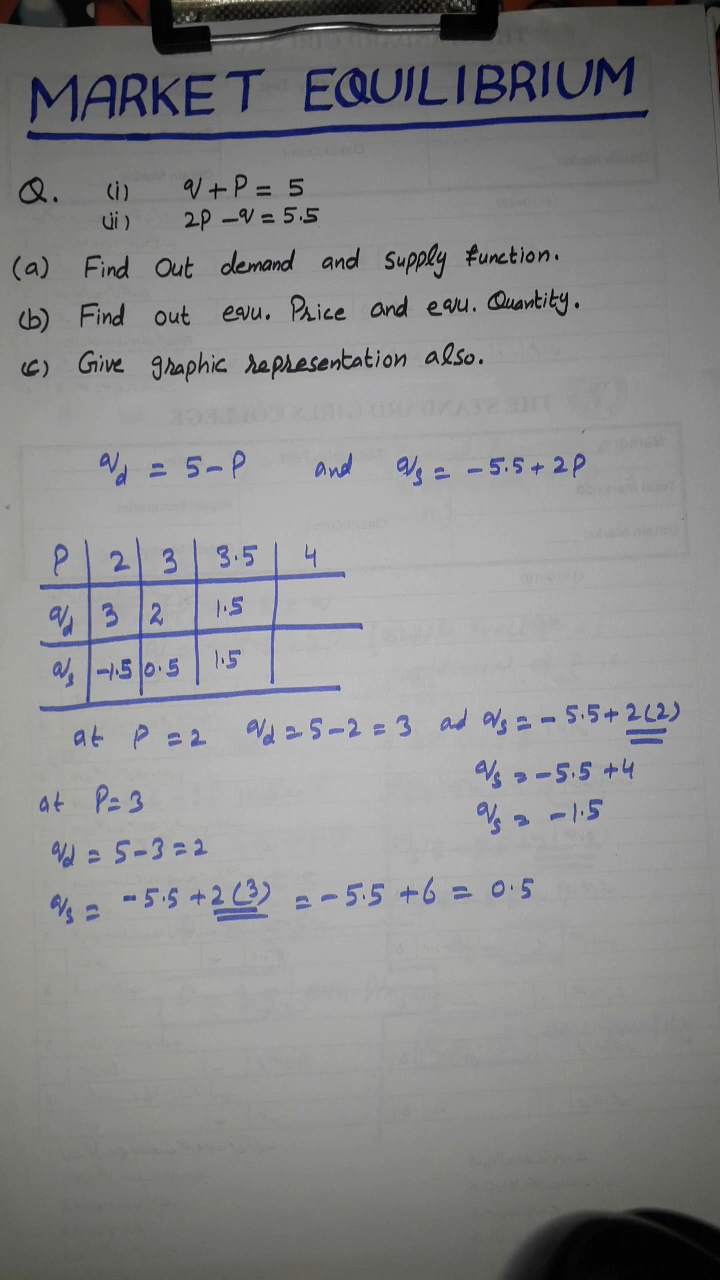 MARKET EQUILIBRIUM
Q. (i) q + P = 5
(ii) 2P - q = 5.5
(a) Find Out demand and supply function.
(b) Find out equ. Price and equ. Quantity.
(c) Give graphic representation also.
qd = 5 - P and qs = -5.5 + 2P
P | 2 | 3 | 3.5 | 4
qd | 3 | 2 | 1.5
qs | -1.5 | 0.5 | 1.5
at P = 2 qd = 5 - 2 = 3 ad qs = - 5.5 + 2(2)
qs = -5.5 + 4
at P = 3
qs = -1.5
qd = 5 - 3 = 2
qs = -5.5 + 2(3) = -5.5 + 6 = 0.5